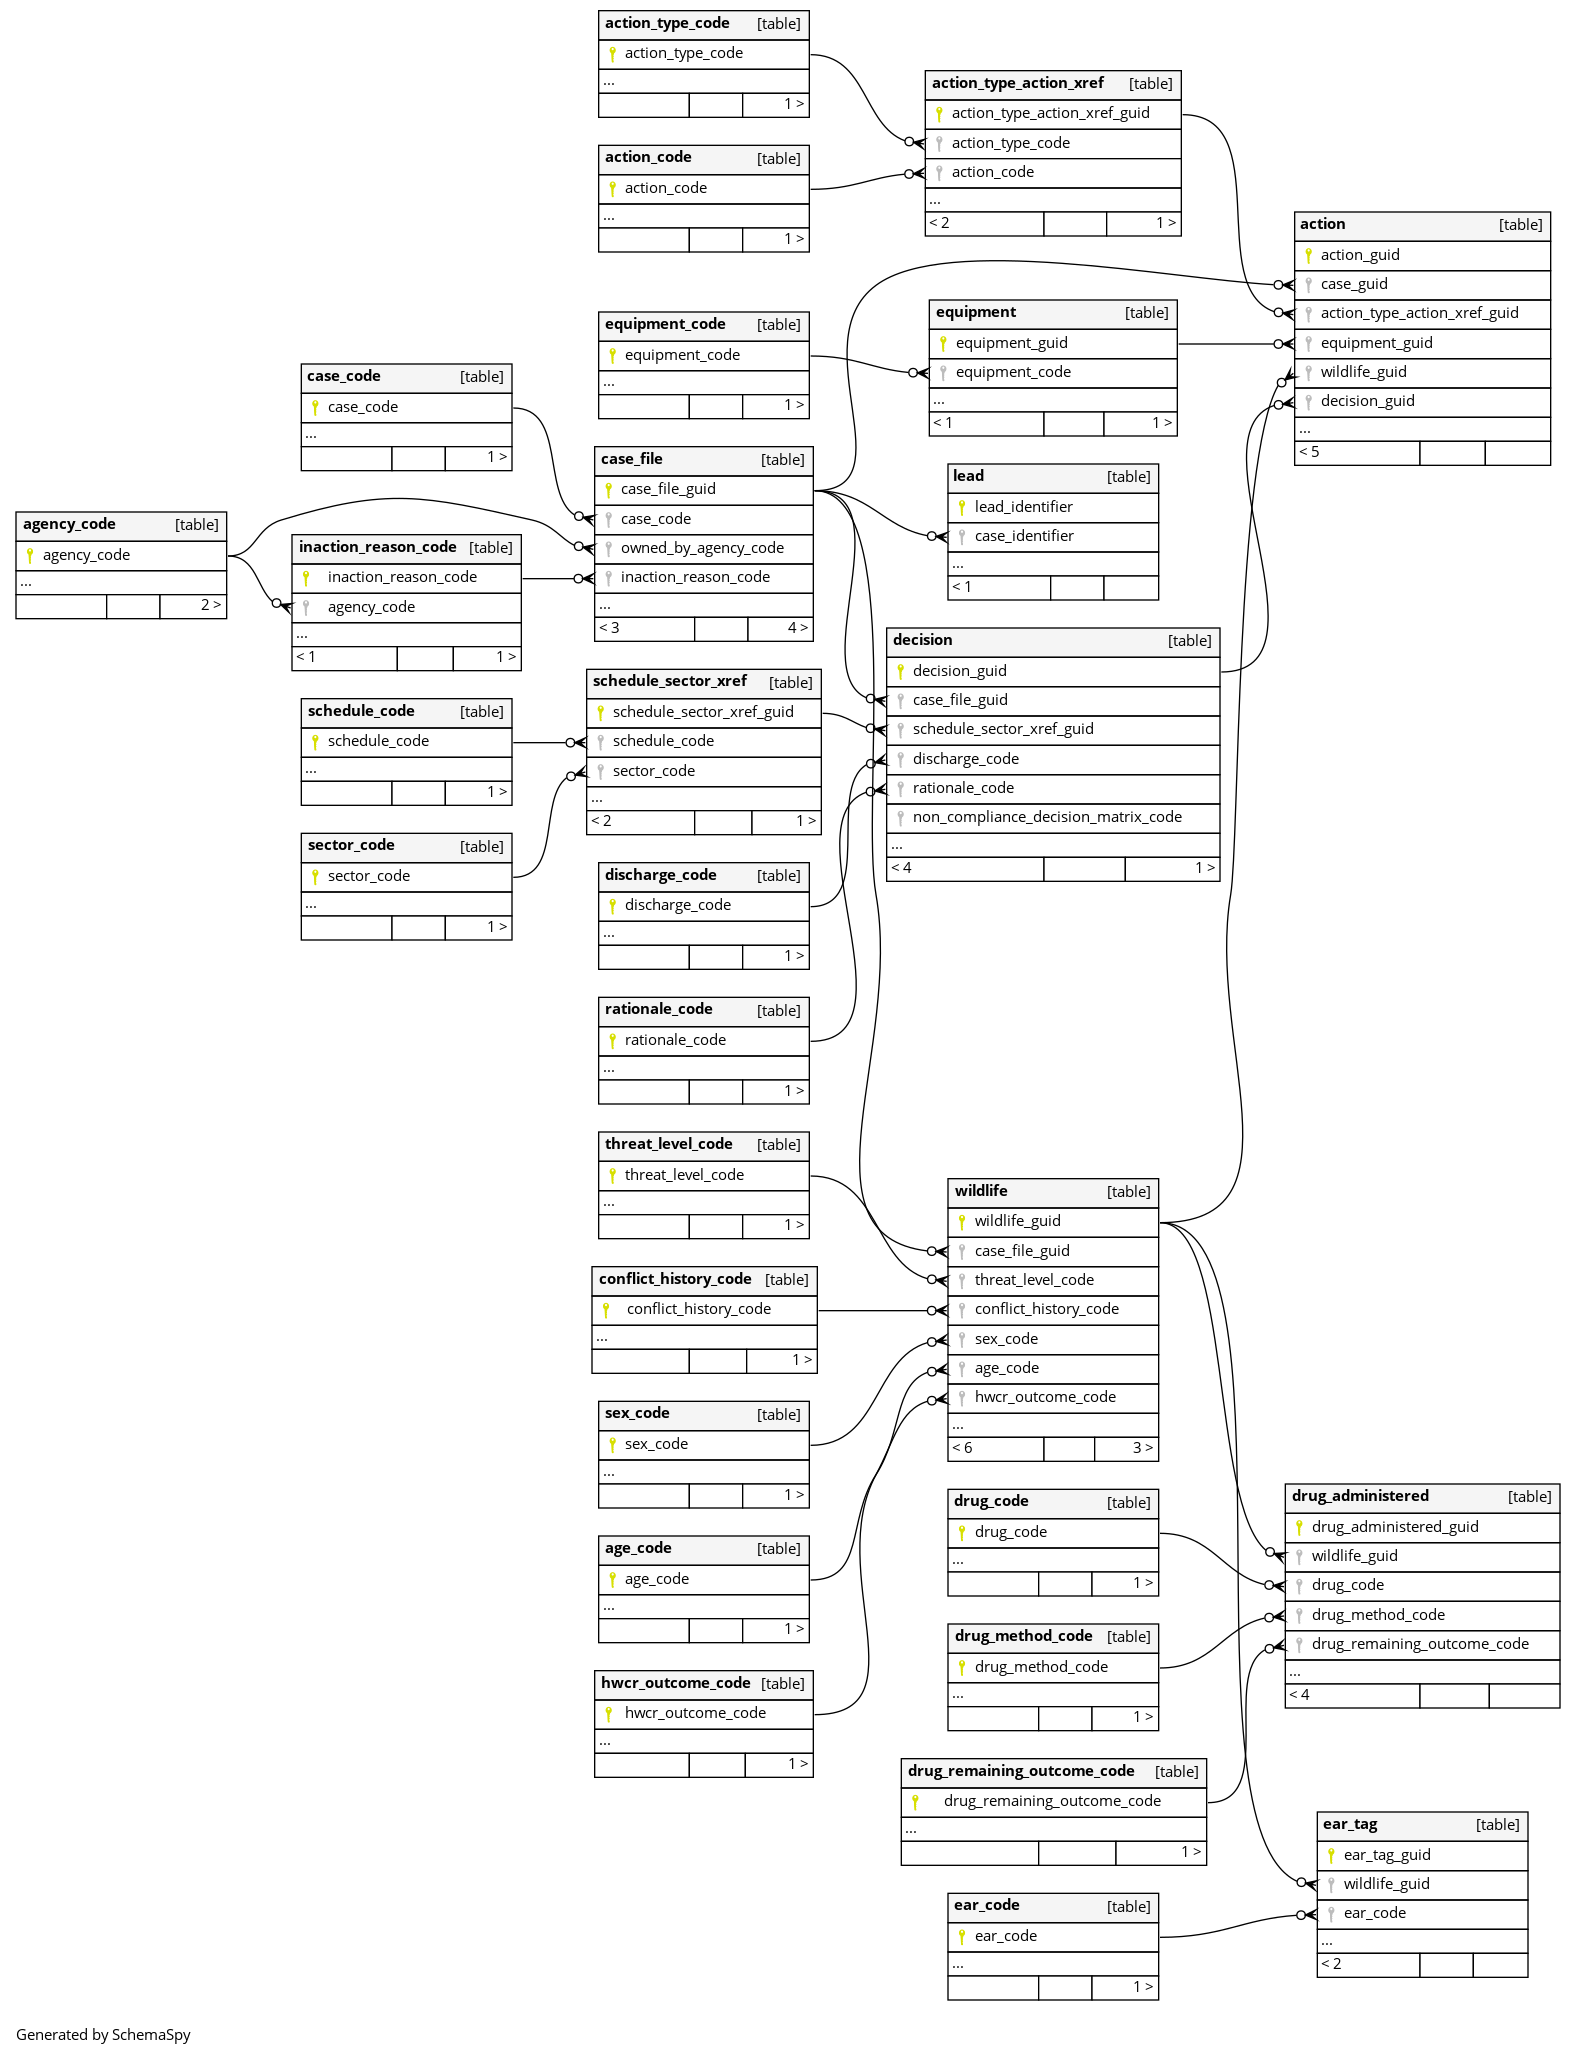 action_type_code [table]
action_type_code
...
1 >
action_code [table]
action_code
...
1 >
action_type_action_xref [table]
action_type_action_xref_guid
action_type_code
action_code
...
< 2 1 >
action [table]
action_guid
case_guid
action_type_action_xref_guid
equipment_guid
wildlife_guid
decision_guid
...
< 5
equipment_code [table]
equipment_code
...
1 >
equipment [table]
equipment_guid
equipment_code
...
< 1 1 >
case_code [table]
case_code
...
1 >
case_file [table]
case_file_guid
case_code
owned_by_agency_code
inaction_reason_code
...
< 3 4 >
lead [table]
lead_identifier
case_identifier
...
< 1
agency_code [table]
agency_code
...
2 >
inaction_reason_code [table]
inaction_reason_code
agency_code
...
< 1 1 >
decision [table]
decision_guid
case_file_guid
schedule_sector_xref_guid
discharge_code
rationale_code
non_compliance_decision_matrix_code
...
< 4 1 >
schedule_sector_xref [table]
schedule_sector_xref_guid
schedule_code
sector_code
...
< 2 1 >
schedule_code [table]
schedule_code
...
1 >
sector_code [table]
sector_code
...
1 >
discharge_code [table]
discharge_code
...
1 >
rationale_code [table]
rationale_code
...
1 >
threat_level_code [table]
threat_level_code
...
1 >
wildlife [table]
wildlife_guid
case_file_guid
threat_level_code
conflict_history_code
sex_code
age_code
hwcr_outcome_code
...
< 6 3 >
conflict_history_code [table]
conflict_history_code
...
1 >
sex_code [table]
sex_code
...
1 >
age_code [table]
age_code
...
1 >
hwcr_outcome_code [table]
hwcr_outcome_code
...
1 >
drug_code [table]
drug_code
...
1 >
drug_administered [table]
drug_administered_guid
wildlife_guid
drug_code
drug_method_code
drug_remaining_outcome_code
...
< 4
drug_method_code [table]
drug_method_code
...
1 >
drug_remaining_outcome_code [table]
drug_remaining_outcome_code
...
1 >
ear_tag [table]
ear_tag_guid
wildlife_guid
ear_code
...
< 2
ear_code [table]
ear_code
...
1 >
Generated by SchemaSpy